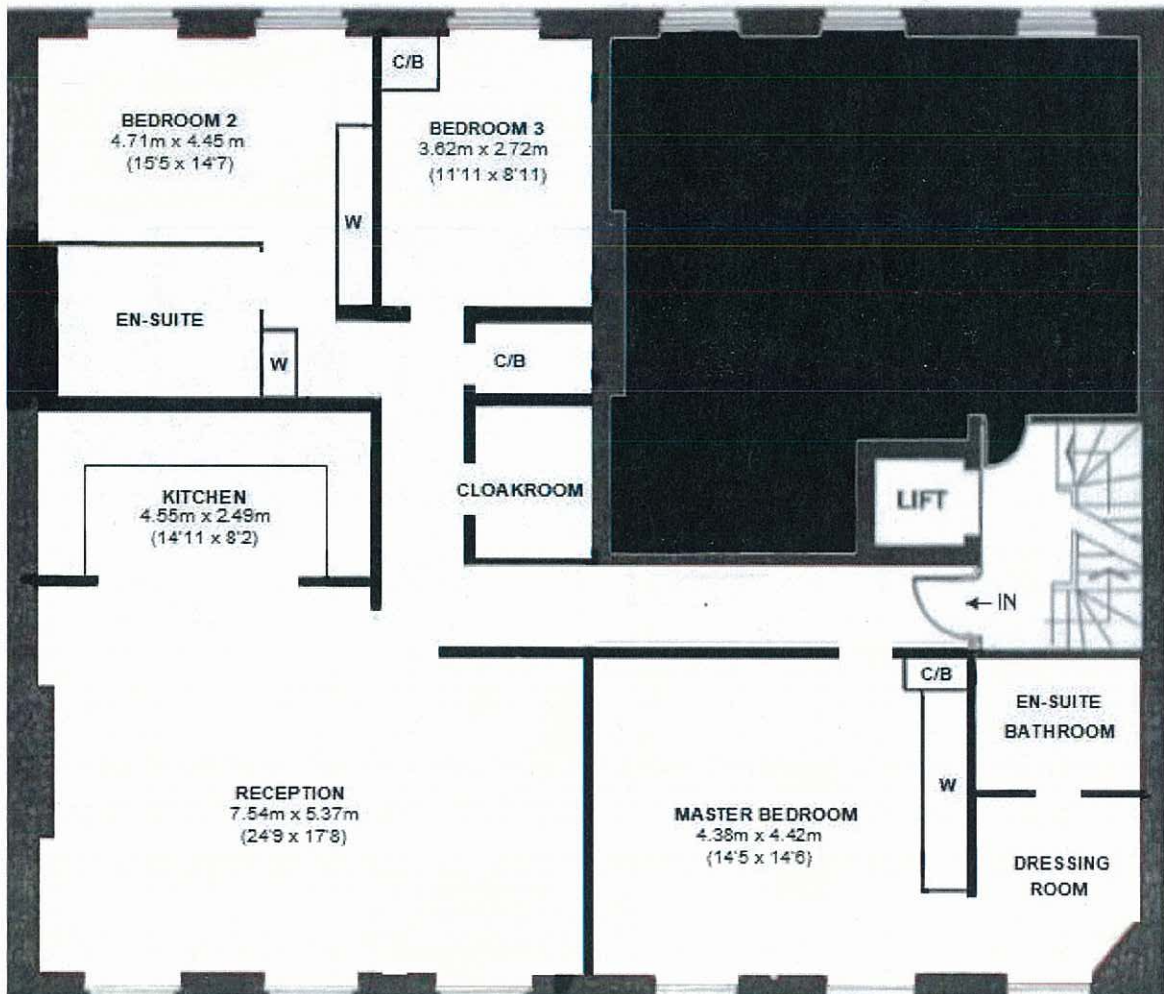 BEDROOM 2
4.71m x 4.45 m
(15'5 x 14'7)
C/B
BEDROOM 3
3.62m x 2.72m
(11'11 x 8'11)
W
EN-SUITE
W
C/B
CLOAKROOM
KITCHEN
4.55m x 2.49m
(14'11 x 8'2)
LIFT
IN
RECEPTION
7.54m x 5.37m
(24'9 x 17'8)
MASTER BEDROOM
4.38m x 4.42m
(14'5 x 14'6)
C/B
W
EN-SUITE
BATHROOM
DRESSING
ROOM